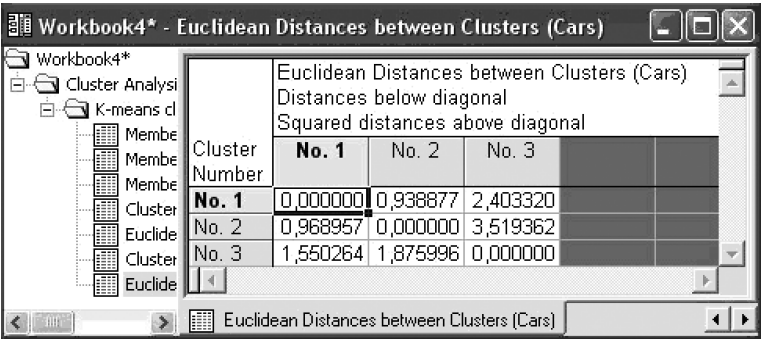 Workbook4* - Euclidean Distances between Clusters (Cars)
Workbook4*
Cluster Analysi
K-means cl
Membe
Membe
Membe
Cluster
Euclide
Cluster
Euclide
Euclidean Distances between Clusters (Cars)
Distances below diagonal
Squared distances above diagonal
Cluster Number No. 1 No. 2 No. 3
No. 1 0,000000 0,938877 2,403320
No. 2 0,968957 0,000000 3,519362
No. 3 1,550264 1,875996 0,000000
Euclidean Distances between Clusters (Cars)